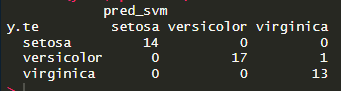 pred_svm
y.te setosa versicolor virginica
setosa 14 0 0
versicolor 0 17 1
virginica 0 0 13
>